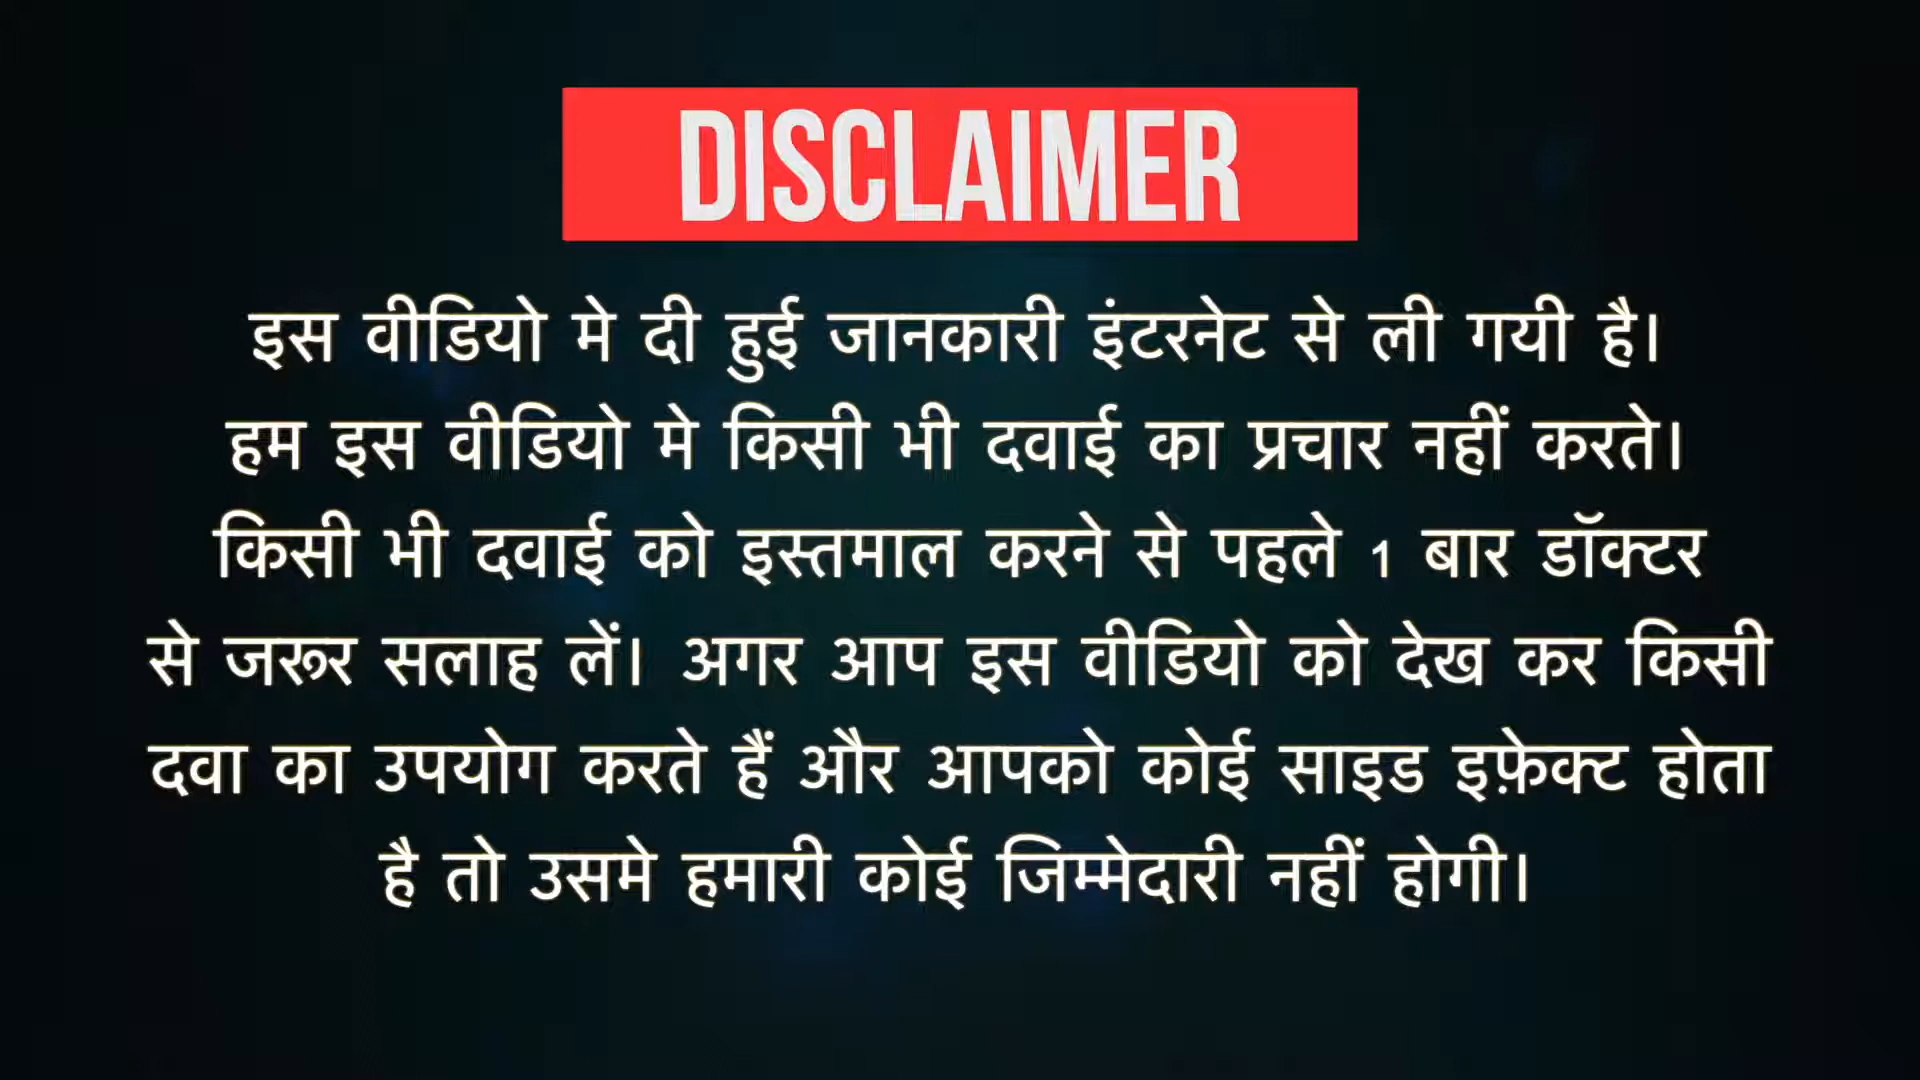 DISCLAIMER
इस वीडियो मे दी हुई जानकारी इंटरनेट से ली गयी है।
हम इस वीडियो मे किसी भी दवाई का प्रचार नहीं करते।
किसी भी दवाई को इस्तमाल करने से पहले 1 बार डॉक्टर
से जरूर सलाह लें। अगर आप इस वीडियो को देख कर किसी
दवा का उपयोग करते हैं और आपको कोई साइड इफ़ेक्ट होता
है तो उसमे हमारी कोई जिम्मेदारी नहीं होगी।